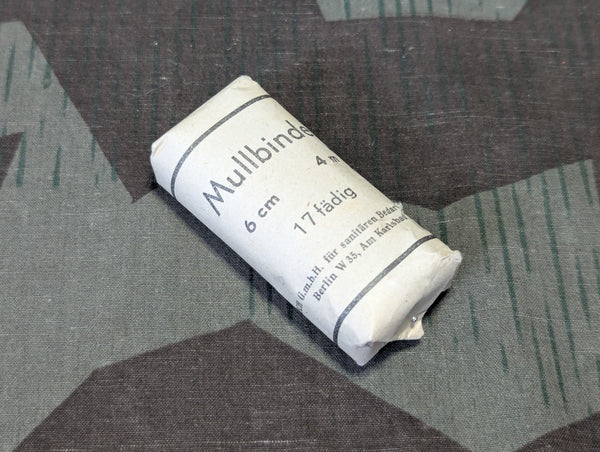 Mullbinde
6 cm 4 m
17 fädig
G.m.b.H. für sanitären Bedarf
Berlin W 35, Am Karlsbad